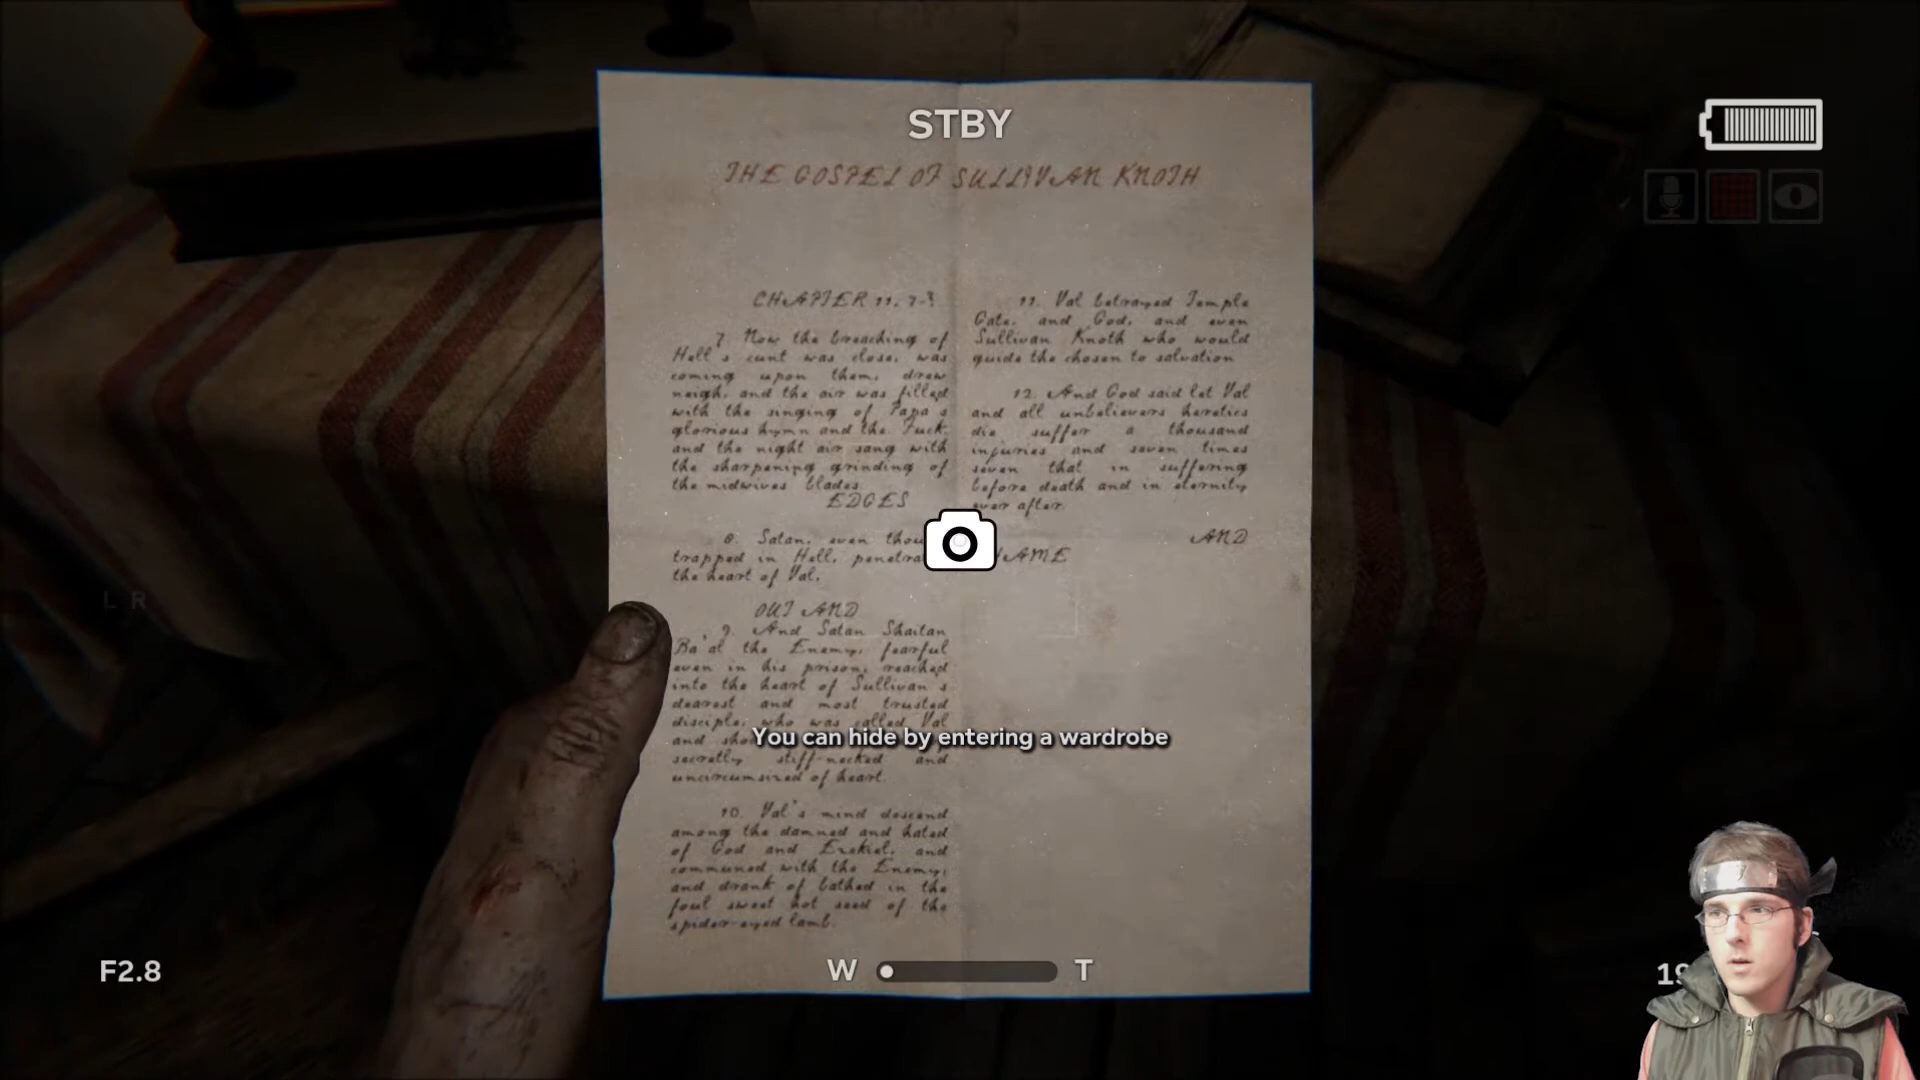 STBY
THE GOSPEL OF SULLIVAN KNOTH
CHAPTER 11. 7-3
7. Now the breaching of
Hell s cunt was close, was
coming upon them, drew
neigh, and the air was filled
with the singing of Papa s
glorious hymn and the Fuck,
and the night air sang with
the sharpening grinding of
the midwives blades.
EDGES
8. Satan, even thou
trapped in Hell, penetra
the heart of Val.
OUT AND
9. And Satan Shaitan
Ba'al the Enemy, fearful
even in his prison, reached
into the heart of Sullivan s
dearest and most trusted
disciple, who was called Val
and sho
secretly stiff-necked and
uncircumsized of heart.
10. Val's mind descend
among the damned and hated
of God and Ezekiel, and
communed with the Enemy,
and drank of bathed in the
foul sweet hot seed of the
spider-eyed lamb.
11. Val betrayed Temple
Gate, and God, and even
Sullivan Knoth who would
guide the chosen to salvation
12. And God said let Val
and all unbelievers heretics
die suffer a thousand
injuries and seven times
seven that in suffering
before death and in eternity
ever after.
AND
AME
You can hide by entering a wardrobe
L R
F2.8
W T
19